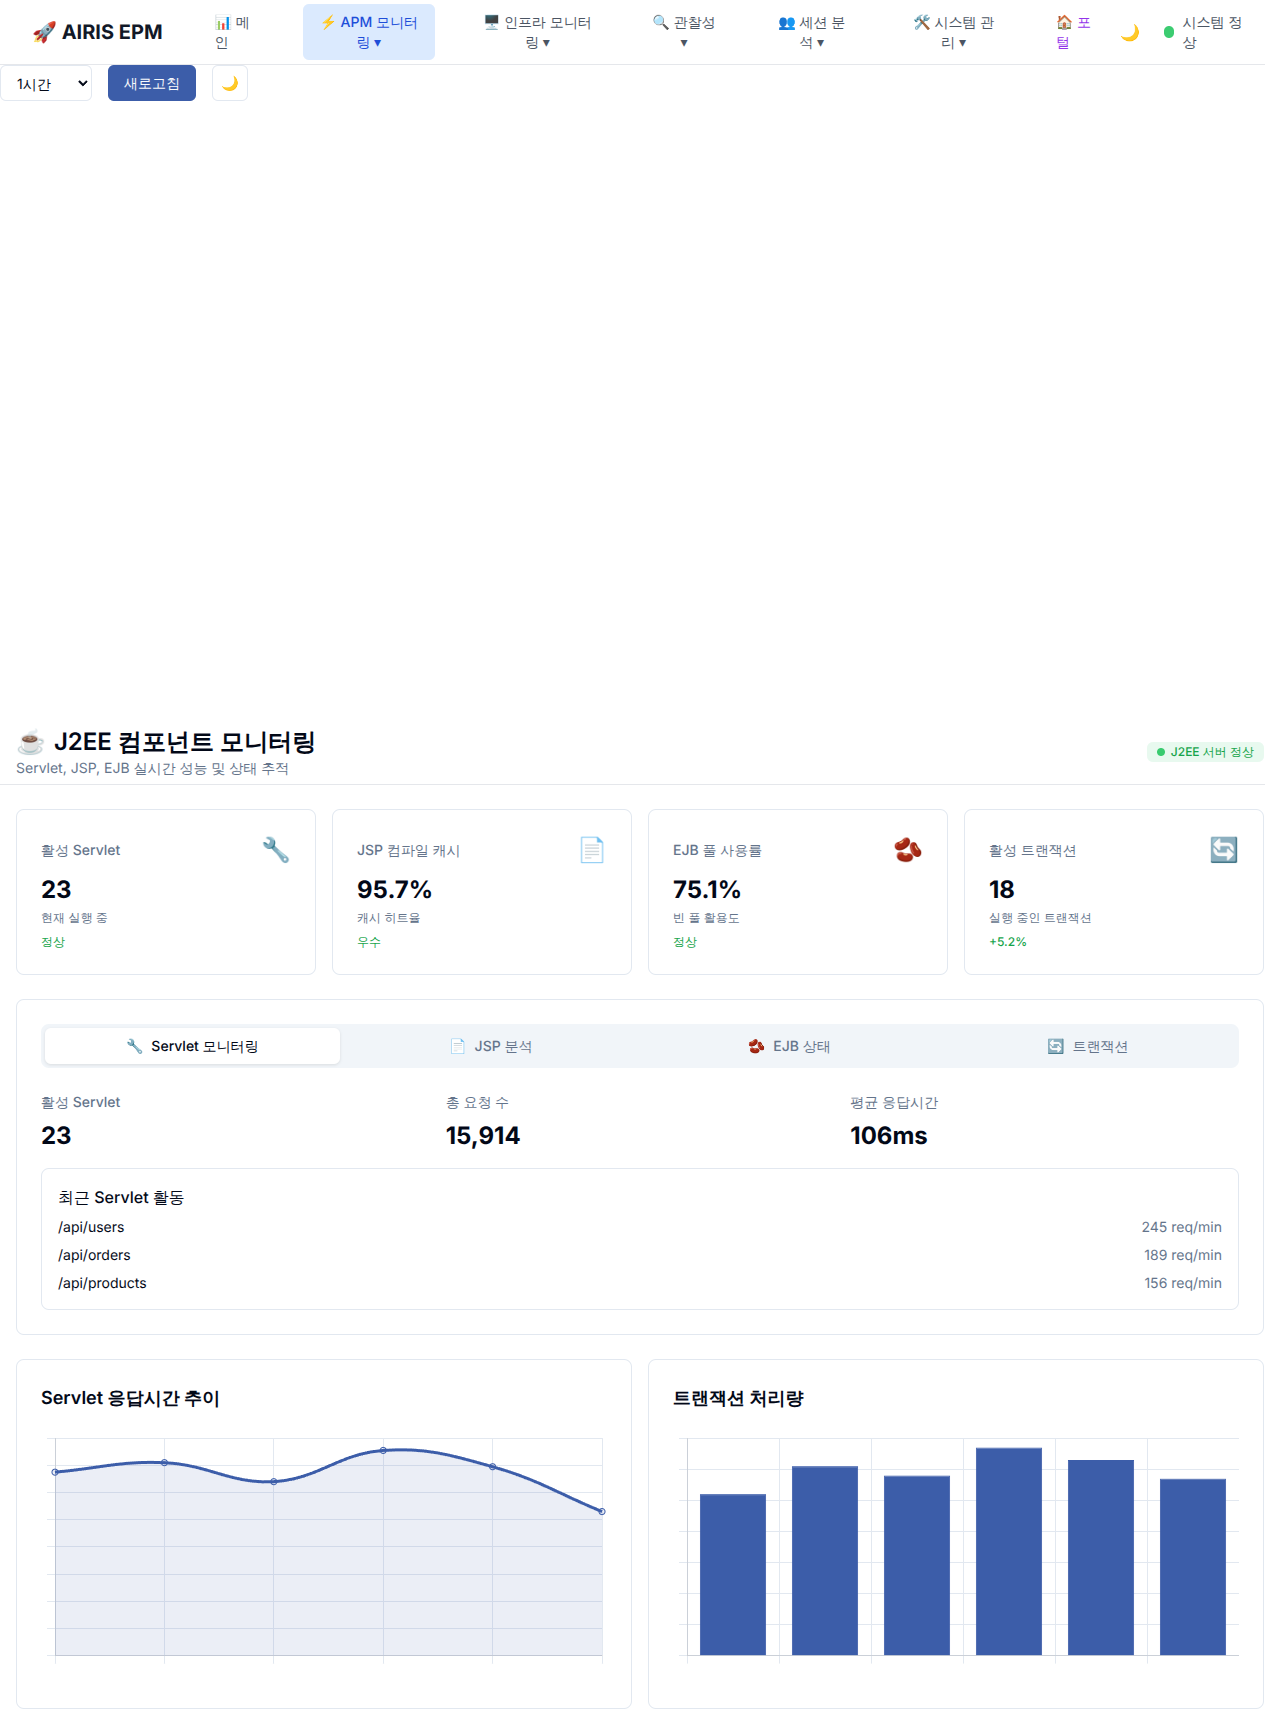 🚀 AIRIS EPM
📊 메인
⚡ APM 모니터링 ▾
🖥️ 인프라 모니터링 ▾
🔍 관찰성 ▾
👥 세션 분석 ▾
🛠️ 시스템 관리 ▾
🏠 포털
🌙
시스템 정상
1시간
새로고침
🌙
☕ J2EE 컴포넌트 모니터링
Servlet, JSP, EJB 실시간 성능 및 상태 추적
J2EE 서버 정상
활성 Servlet
23
현재 실행 중
정상
JSP 컴파일 캐시
95.7%
캐시 히트율
우수
EJB 풀 사용률
75.1%
빈 풀 활용도
정상
활성 트랜잭션
18
실행 중인 트랜잭션
+5.2%
🔧 Servlet 모니터링
📄 JSP 분석
🫘 EJB 상태
🔄 트랜잭션
활성 Servlet
23
총 요청 수
15,914
평균 응답시간
106ms
최근 Servlet 활동
/api/users 245 req/min
/api/orders 189 req/min
/api/products 156 req/min
Servlet 응답시간 추이
트랜잭션 처리량